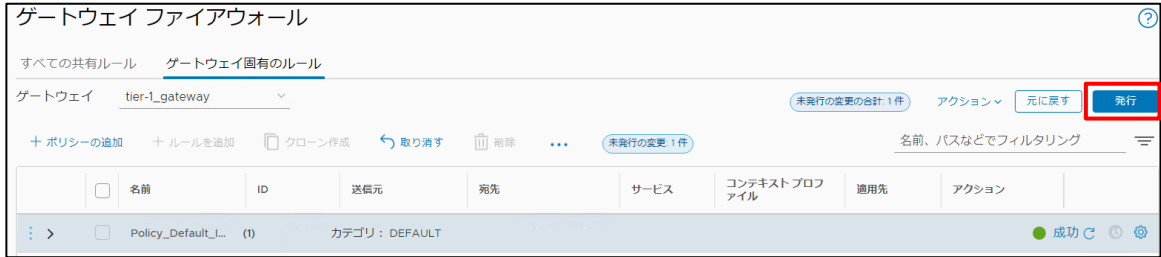 ゲートウェイ ファイアウォール
すべての共有ルール ゲートウェイ固有のルール
ゲートウェイ tier-1_gateway 未発行の変更の合計: 1 件 アクション 元に戻す 発行
+ ポリシーの追加 + ルールを追加 クローン作成 取り消す 削除 ... 未発行の変更: 1 件 名前、パスなどでフィルタリング
名前 ID 送信元 宛先 サービス コンテキスト プロファイル 適用先 アクション
Policy_Default_I... (1) カテゴリ : DEFAULT 成功